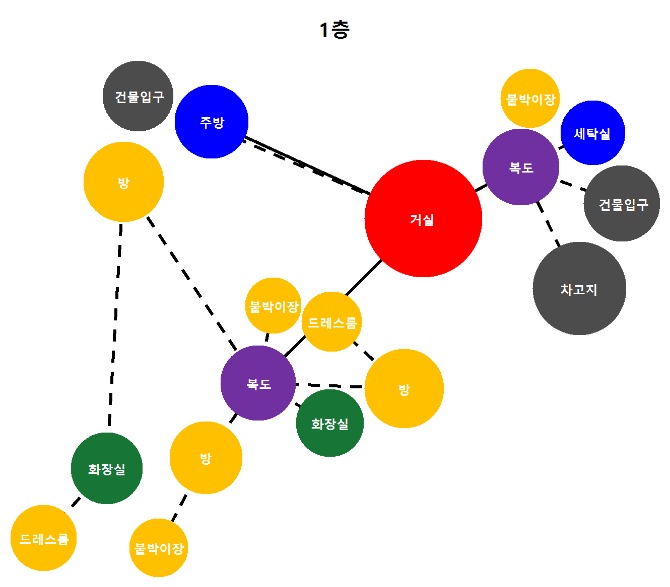 1층
붙박이장
건물입구
주방
세탁실
복도
방
건물입구
거실
차고지
붙박이장
드레스룸
복도
방
화장실
방
화장실
드레스룸
붙박이장